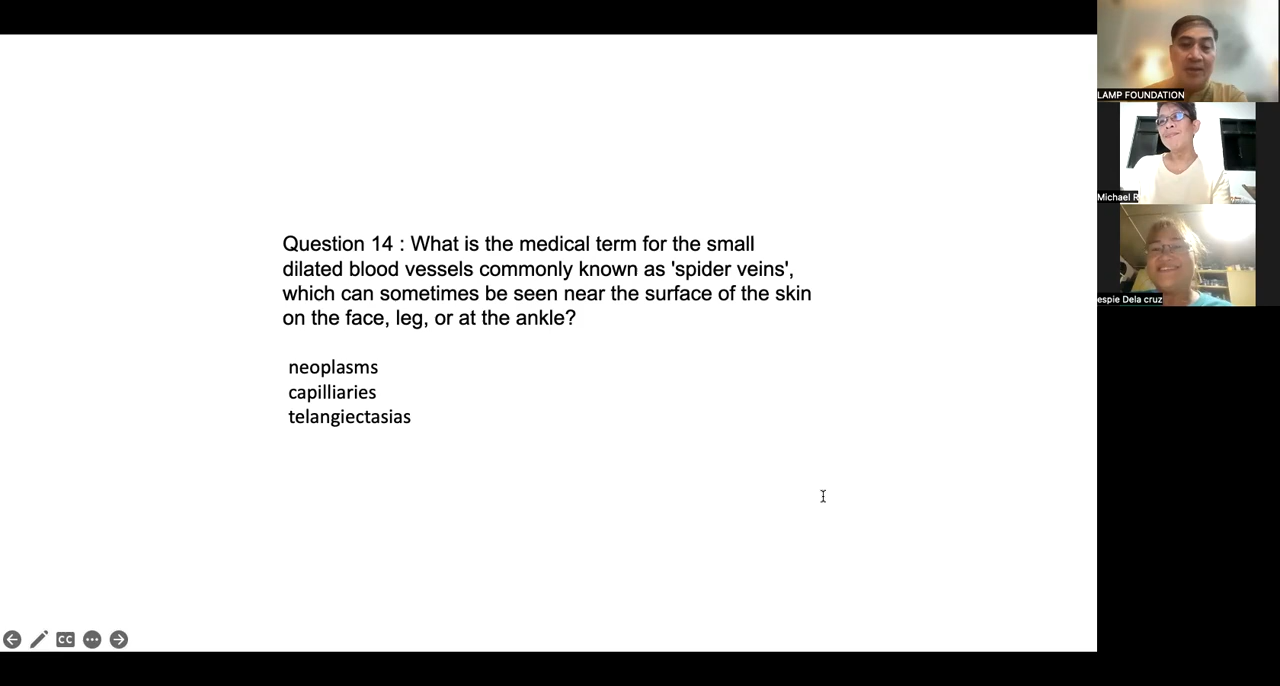 Question 14 : What is the medical term for the small
dilated blood vessels commonly known as 'spider veins',
which can sometimes be seen near the surface of the skin
on the face, leg, or at the ankle?
neoplasms
capilliaries
telangiectasias
CC
LAMP FOUNDATION
Michael R
espie Dela cruz